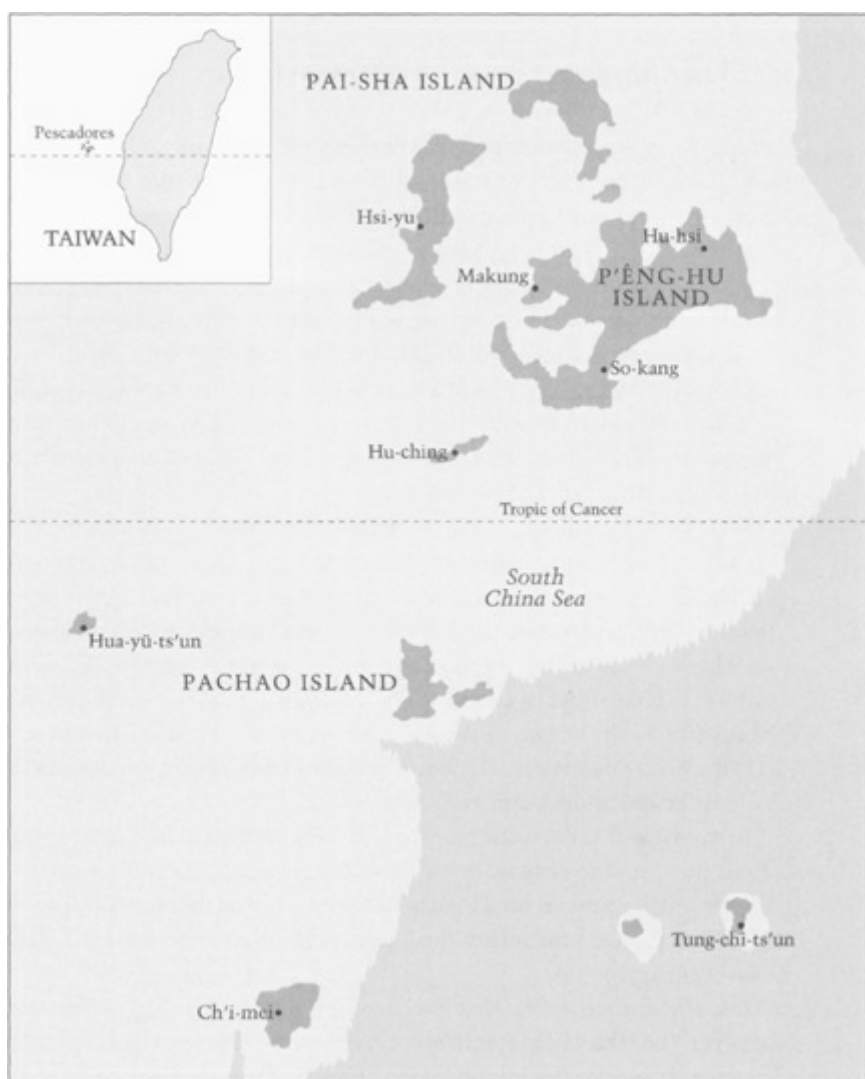 PAI-SHA ISLAND
Pescadores
TAIWAN
Hsi-yu
Hu-hsi
Makung
P'ÊNG-HU
ISLAND
So-kang
Hu-ching
Tropic of Cancer
South
China Sea
Hua-yü-ts'un
PACHAO ISLAND
Tung-chi-ts'un
Ch'i-mei